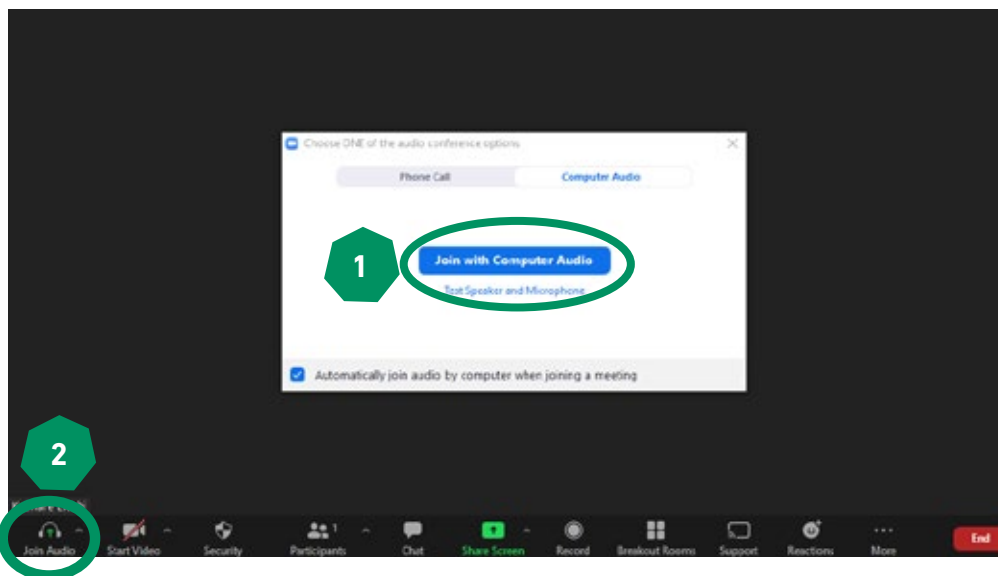 Choose ONE of the audio conference options
Phone Call
Computer Audio
1
Join with Computer Audio
Test Speaker and Microphone
Automatically join audio by computer when joining a meeting
2
1
Join Audio
Start Video
Security
Participants
Chat
Share Screen
Record
Breakout Rooms
Support
Reactions
More
End